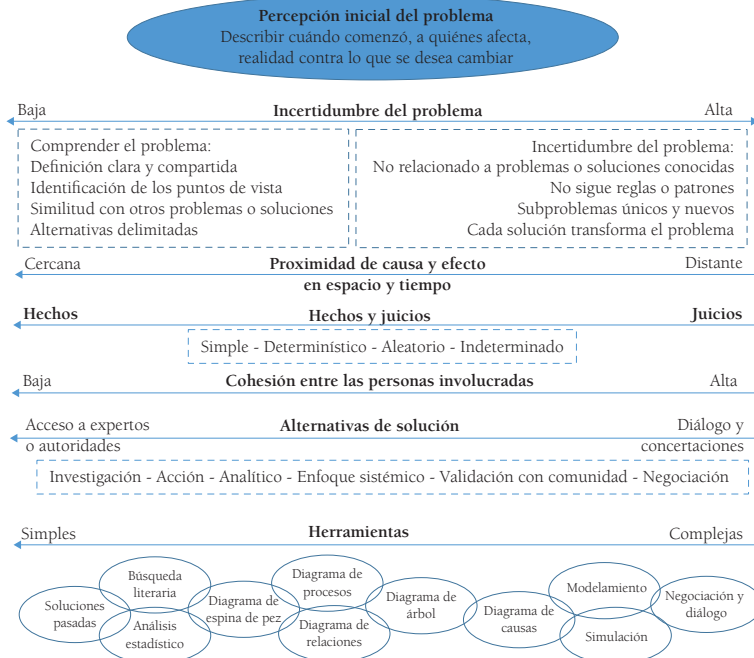 Percepción inicial del problema
Describir cuándo comenzó, a quiénes afecta,
realidad contra lo que se desea cambiar
Baja Incertidumbre del problema Alta
Comprender el problema:
Definición clara y compartida
Identificación de los puntos de vista
Similitud con otros problemas o soluciones
Alternativas delimitadas
Incertidumbre del problema:
No relacionado a problemas o soluciones conocidas
No sigue reglas o patrones
Subproblemas únicos y nuevos
Cada solución transforma el problema
Cercana Proximidad de causa y efecto Distante
en espacio y tiempo
Hechos Hechos y juicios Juicios
Simple - Determinístico - Aleatorio - Indeterminado
Baja Cohesión entre las personas involucradas Alta
Acceso a expertos Alternativas de solución Diálogo y
o autoridades concertaciones
Investigación - Acción - Analítico - Enfoque sistémico - Validación con comunidad - Negociación
Simples Herramientas Complejas
Soluciones
pasadas
Búsqueda
literaria
Análisis
estadístico
Diagrama de
espina de pez
Diagrama de
procesos
Diagrama de
relaciones
Diagrama de
árbol
Diagrama de
causas
Modelamiento
Simulación
Negociación y
diálogo